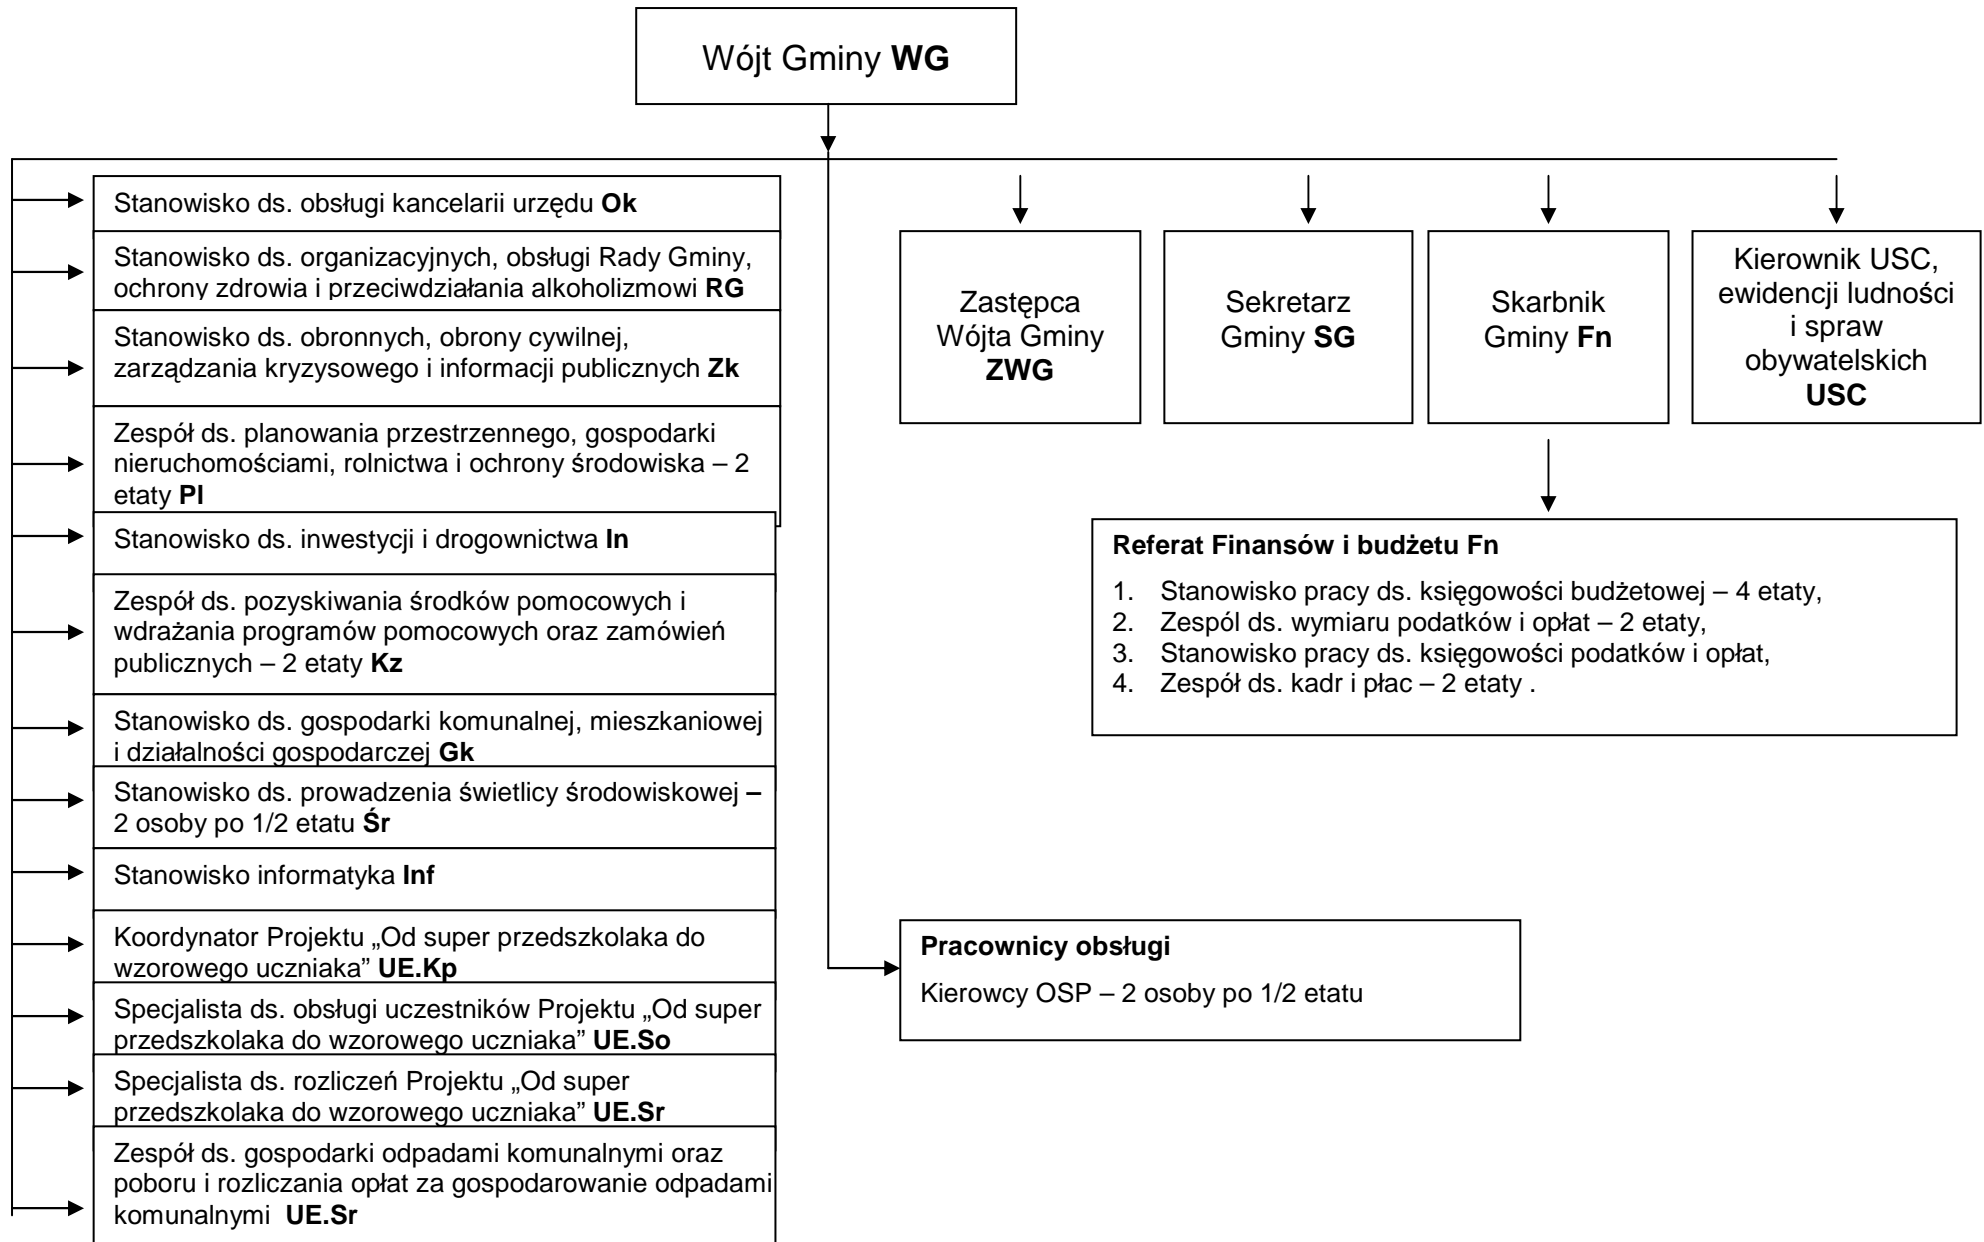 Wójt Gminy WG
Stanowisko ds. obsługi kancelarii urzędu Ok
Stanowisko ds. organizacyjnych, obsługi Rady Gminy,
ochrony zdrowia i przeciwdziałania alkoholizmowi RG
Stanowisko ds. obronnych, obrony cywilnej,
zarządzania kryzysowego i informacji publicznych Zk
Zespół ds. planowania przestrzennego, gospodarki
nieruchomościami, rolnictwa i ochrony środowiska – 2
etaty Pl
Stanowisko ds. inwestycji i drogownictwa In
Zespół ds. pozyskiwania środków pomocowych i
wdrażania programów pomocowych oraz zamówień
publicznych – 2 etaty Kz
Stanowisko ds. gospodarki komunalnej, mieszkaniowej
i działalności gospodarczej Gk
Stanowisko ds. prowadzenia świetlicy środowiskowej –
2 osoby po 1/2 etatu Śr
Stanowisko informatyka Inf
Koordynator Projektu „Od super przedszkolaka do
wzorowego uczniaka” UE.Kp
Specjalista ds. obsługi uczestników Projektu „Od super
przedszkolaka do wzorowego uczniaka” UE.So
Specjalista ds. rozliczeń Projektu „Od super
przedszkolaka do wzorowego uczniaka” UE.Sr
Zespół ds. gospodarki odpadami komunalnymi oraz
poboru i rozliczania opłat za gospodarowanie odpadami
komunalnymi UE.Sr
Zastępca
Wójta Gminy
ZWG
Sekretarz
Gminy SG
Skarbnik
Gminy Fn
Kierownik USC,
ewidencji ludności
i spraw
obywatelskich
USC
Referat Finansów i budżetu Fn
1. Stanowisko pracy ds. księgowości budżetowej – 4 etaty,
2. Zespól ds. wymiaru podatków i opłat – 2 etaty,
3. Stanowisko pracy ds. księgowości podatków i opłat,
4. Zespół ds. kadr i płac – 2 etaty .
Pracownicy obsługi
Kierowcy OSP – 2 osoby po 1/2 etatu